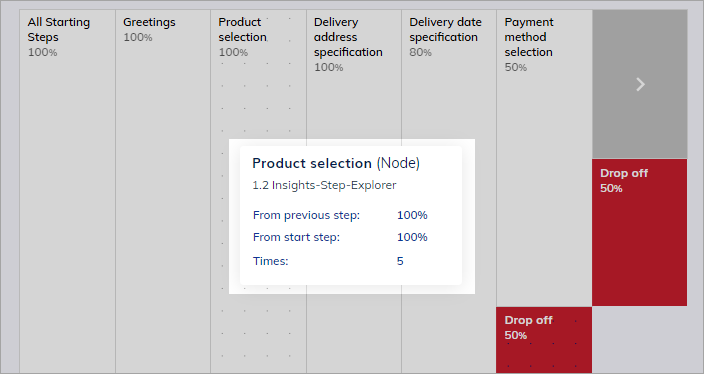 All Starting
Steps
100%
Greetings
100%
Product
selection
100%
Delivery
address
specification
100%
Delivery date
specification
80%
Payment
method
selection
50%
Drop off
50%
Drop off
50%
Product selection (Node)
1.2 Insights-Step-Explorer
From previous step: 100%
From start step: 100%
Times: 5